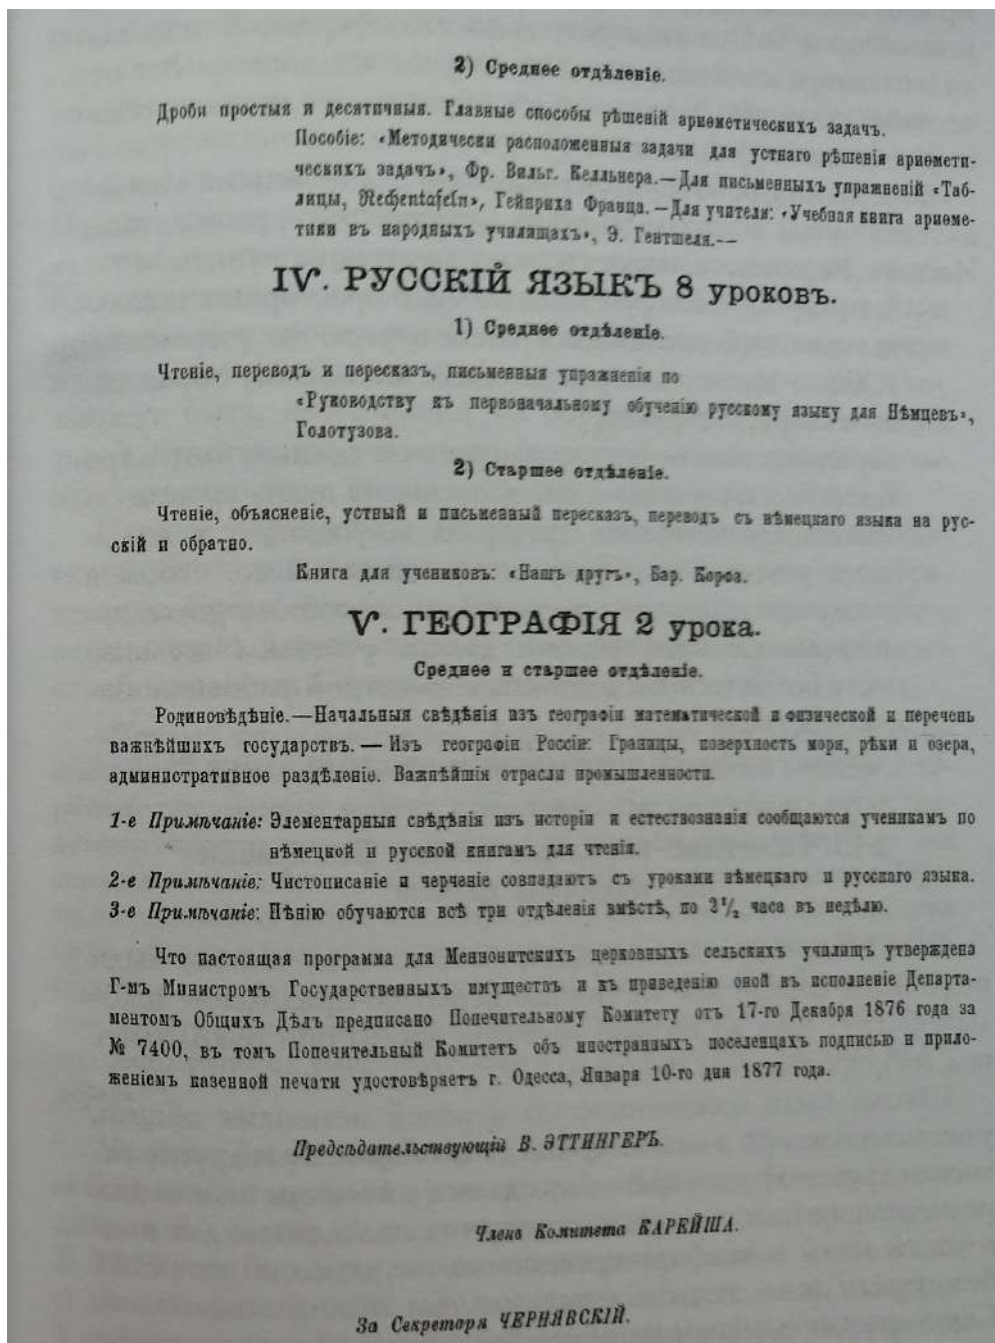 2) Среднее отдѣленіе.
Дроби простыя и десятичныя. Главные способы рѣшеній ариѳметическихъ задачъ.
Пособіе: «Методически расположенныя задачи для устнаго рѣшенія ариѳмети-
ческихъ задачъ», Фр. Вильг. Келльнера.—Для письменныхъ упражненій «Таб-
лицы, Rechentafeln», Гейнриха Франца.—Для учителя: «Учебная книга ариѳме-
тики въ народныхъ училищахъ», Э. Гентшеля.—
IV. РУССКІЙ ЯЗЫКЪ 8 уроковъ.
1) Среднее отдѣленіе.
Чтеніе, переводъ и пересказъ, письменныя упражненія по
«Руководству къ первоначальному обученію русскому языку для Нѣмцевъ»,
Голотузова.
2) Старшее отдѣленіе.
Чтеніе, объясненіе, устный и письменный пересказъ, переводъ съ нѣмецкаго языка на рус-
скій и обратно.
Книга для учениковъ: «Нашъ другъ», Бар. Корфа.
V. ГЕОГРАФІЯ 2 урока.
Среднее и старшее отдѣленіе.
Родиновѣдѣніе.—Начальныя свѣдѣнія изъ географіи математической и физической и перечень
важнѣйшихъ государствъ.— Изъ географіи Россіи: Границы, поверхность моря, рѣки и озера,
административное раздѣленіе. Важнѣйшія отрасли промышленности.
1-е Примѣчаніе: Элементарныя свѣдѣнія изъ исторіи и естествознанія сообщаются ученикамъ по
нѣмецкой и русской книгамъ для чтенія.
2-е Примѣчаніе: Чистописаніе и черченіе совпадаютъ съ уроками нѣмецкаго и русскаго языка.
3-е Примѣчаніе: Пѣнію обучаются всѣ три отдѣленія вмѣстѣ, по 2½ часа въ недѣлю.
Что настоящая программа для Меннонитскихъ церковныхъ сельскихъ училищъ утверждена
Г-мъ Министромъ Государственныхъ имуществъ и къ приведенію оной въ исполненіе Департа-
ментомъ Общихъ Дѣлъ предписано Попечительному Комитету отъ 17-го Декабря 1876 года за
№ 7400, въ томъ Попечительный Комитетъ объ иностранныхъ поселенцахъ подписью и прило-
женіемъ казенной печати удостовѣряетъ г. Одесса, Января 10-го дня 1877 года.
Предсѣдательствующій В. ЭТТИНГЕРЪ.
Членъ Комитета КАРЕЙША.
За Секретаря ЧЕРНЯВСКІЙ.